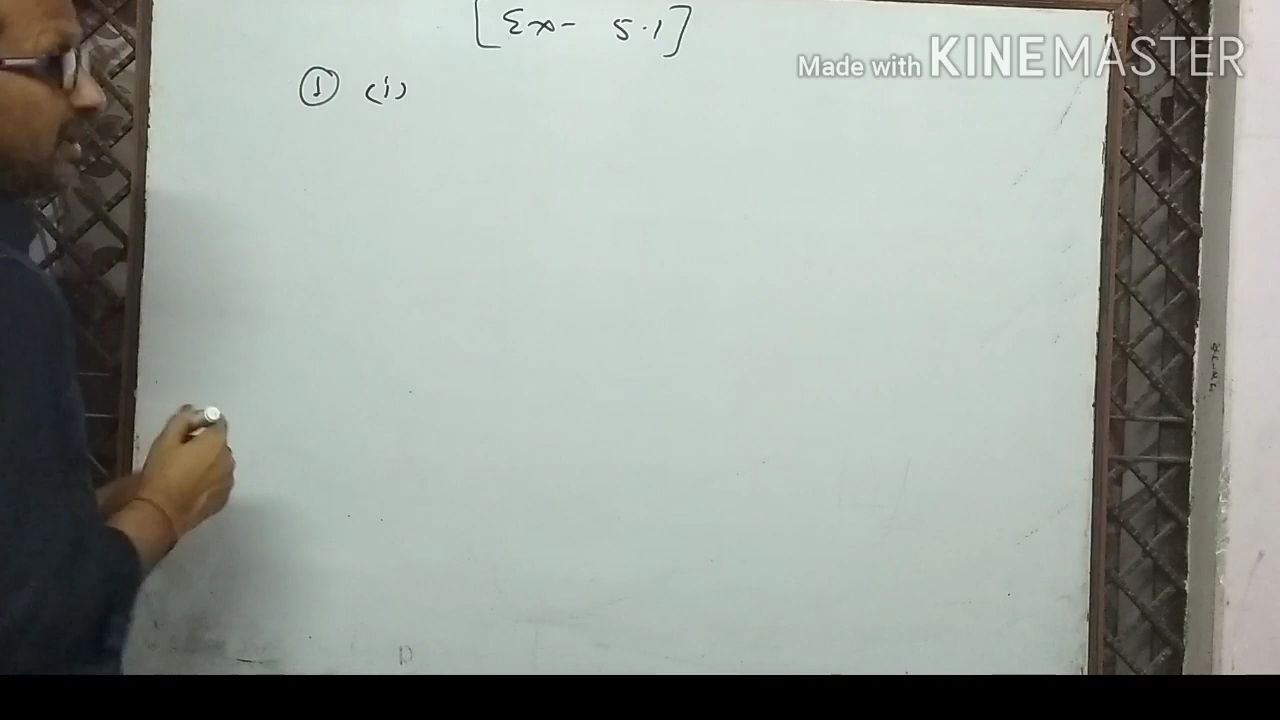 [Ex- 5.1]
Made with KINEMASTER
① (i)